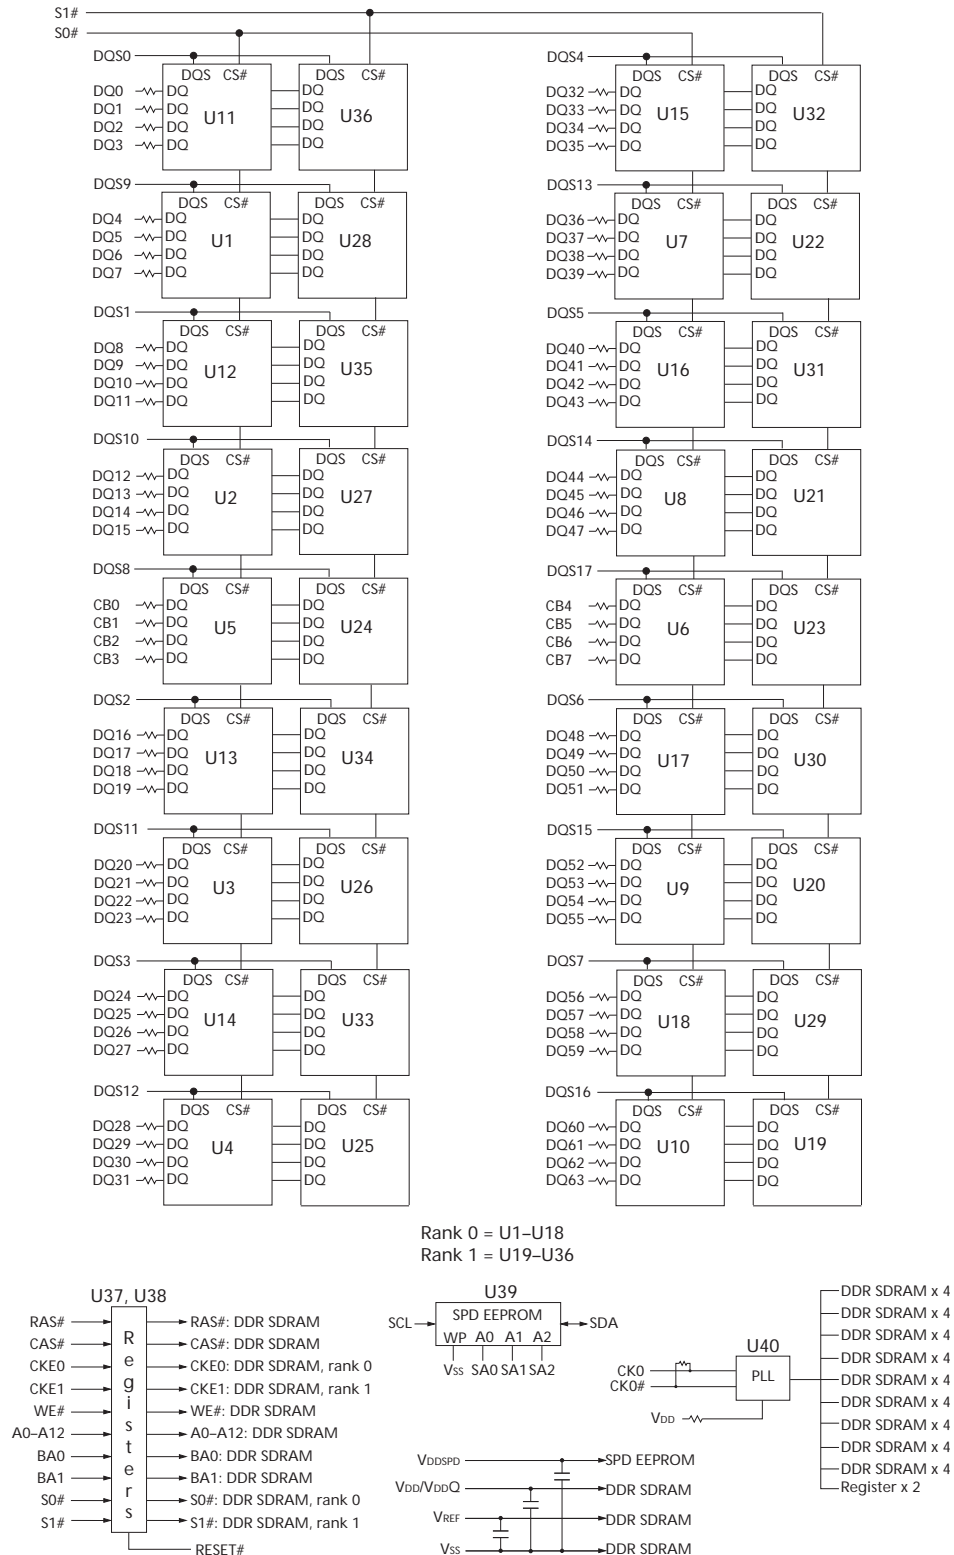 S1#
S0#
DQS0
DQS CS#
DQ0 DQ DQ
DQ1 DQ DQ
DQ2 DQ DQ
DQ3 DQ DQ
U11 U36
DQS4
DQS CS#
DQ32 DQ DQ
DQ33 DQ DQ
DQ34 DQ DQ
DQ35 DQ DQ
U15 U32
DQS9
DQS CS# DQS CS#
DQ4 DQ DQ
DQ5 DQ DQ
DQ6 DQ DQ
DQ7 DQ DQ
U1 U28
DQS13
DQS CS# DQS CS#
DQ36 DQ DQ
DQ37 DQ DQ
DQ38 DQ DQ
DQ39 DQ DQ
U7 U22
DQS1
DQS CS# DQS CS#
DQ8 DQ DQ
DQ9 DQ DQ
DQ10 DQ DQ
DQ11 DQ DQ
U12 U35
DQS5
DQS CS# DQS CS#
DQ40 DQ DQ
DQ41 DQ DQ
DQ42 DQ DQ
DQ43 DQ DQ
U16 U31
DQS10
DQS CS# DQS CS#
DQ12 DQ DQ
DQ13 DQ DQ
DQ14 DQ DQ
DQ15 DQ DQ
U2 U27
DQS14
DQS CS# DQS CS#
DQ44 DQ DQ
DQ45 DQ DQ
DQ46 DQ DQ
DQ47 DQ DQ
U8 U21
DQS8
DQS CS# DQS CS#
CB0 DQ DQ
CB1 DQ DQ
CB2 DQ DQ
CB3 DQ DQ
U5 U24
DQS17
DQS CS# DQS CS#
CB4 DQ DQ
CB5 DQ DQ
CB6 DQ DQ
CB7 DQ DQ
U6 U23
DQS2
DQS CS# DQS CS#
DQ16 DQ DQ
DQ17 DQ DQ
DQ18 DQ DQ
DQ19 DQ DQ
U13 U34
DQS6
DQS CS# DQS CS#
DQ48 DQ DQ
DQ49 DQ DQ
DQ50 DQ DQ
DQ51 DQ DQ
U17 U30
DQS11
DQS CS# DQS CS#
DQ20 DQ DQ
DQ21 DQ DQ
DQ22 DQ DQ
DQ23 DQ DQ
U3 U26
DQS15
DQS CS# DQS CS#
DQ52 DQ DQ
DQ53 DQ DQ
DQ54 DQ DQ
DQ55 DQ DQ
U9 U20
DQS3
DQS CS# DQS CS#
DQ24 DQ DQ
DQ25 DQ DQ
DQ26 DQ DQ
DQ27 DQ DQ
U14 U33
DQS7
DQS CS# DQS CS#
DQ56 DQ DQ
DQ57 DQ DQ
DQ58 DQ DQ
DQ59 DQ DQ
U18 U29
DQS12
DQS CS# DQS CS#
DQ28 DQ DQ
DQ29 DQ DQ
DQ30 DQ DQ
DQ31 DQ DQ
U4 U25
DQS16
DQS CS# DQS CS#
DQ60 DQ DQ
DQ61 DQ DQ
DQ62 DQ DQ
DQ63 DQ DQ
U10 U19
Rank 0 = U1–U18
Rank 1 = U19–U36
U37, U38
Registers
RAS# RAS#: DDR SDRAM
CAS# CAS#: DDR SDRAM
CKE0 CKE0: DDR SDRAM, rank 0
CKE1 CKE1: DDR SDRAM, rank 1
WE# WE#: DDR SDRAM
A0–A12 A0–A12: DDR SDRAM
BA0 BA0: DDR SDRAM
BA1 BA1: DDR SDRAM
S0# S0#: DDR SDRAM, rank 0
S1# S1#: DDR SDRAM, rank 1
RESET#
U39
SCL SPD EEPROM SDA
WP A0 A1 A2
VSS SA0 SA1 SA2
U40
CK0
CK0#
PLL
VDD
DDR SDRAM x 4
DDR SDRAM x 4
DDR SDRAM x 4
DDR SDRAM x 4
DDR SDRAM x 4
DDR SDRAM x 4
DDR SDRAM x 4
DDR SDRAM x 4
DDR SDRAM x 4
Register x 2
VDDSPD SPD EEPROM
VDD/VDDQ DDR SDRAM
VREF DDR SDRAM
VSS DDR SDRAM